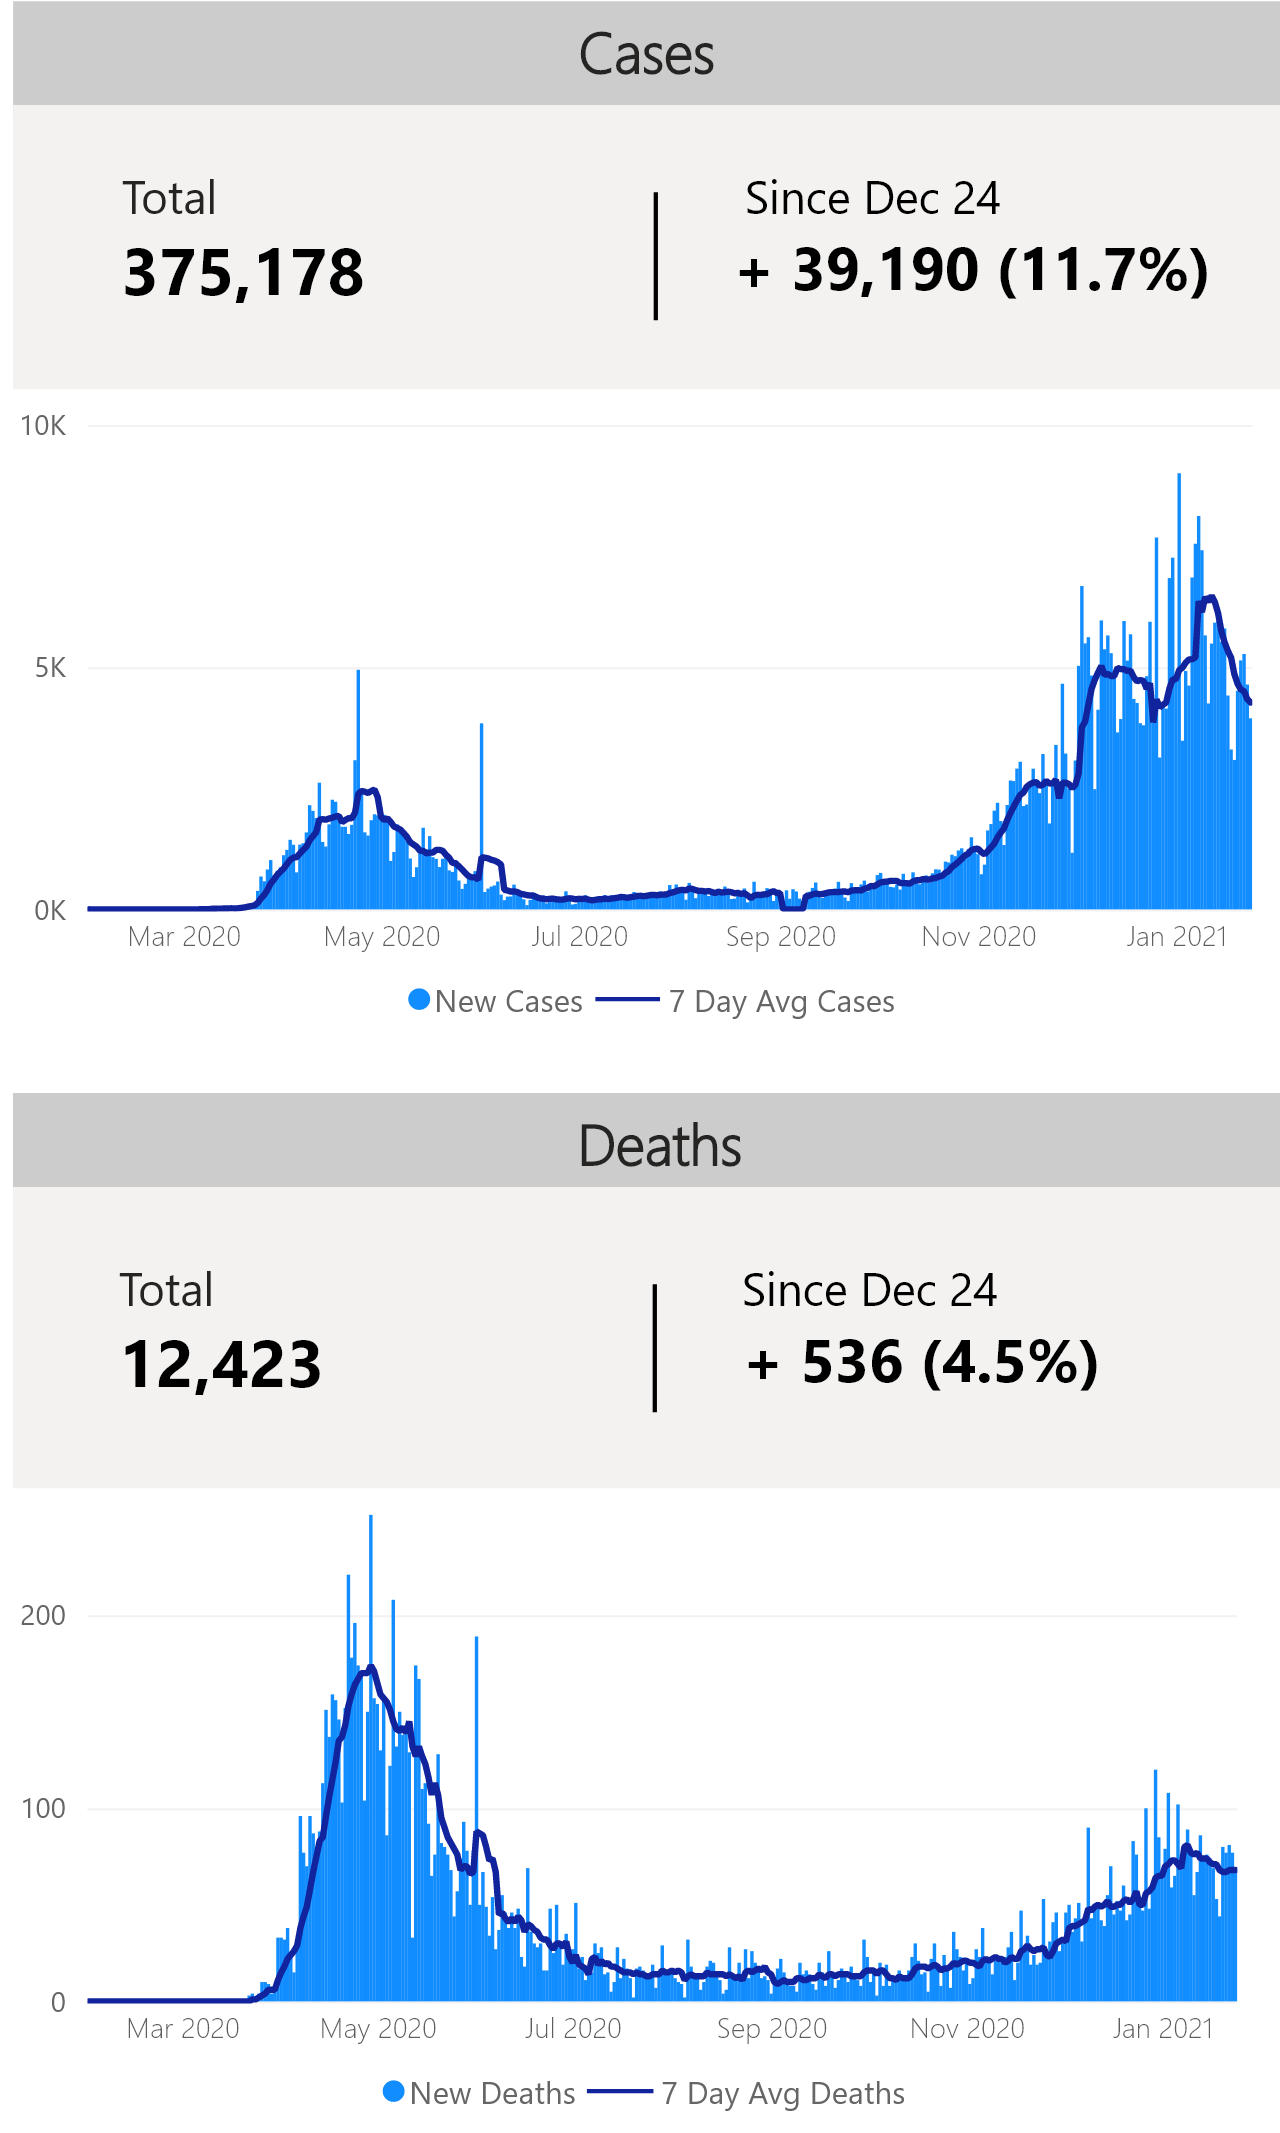 Cases
Total
Since Dec 24
375,178
+ 39,190 (11.7%)
10K
5K
0K
Mar 2020
May 2020
Jul 2020
Sep 2020
Nov 2020
Jan 2021
New Cases
7 Day Avg Cases
Deaths
Total
Since Dec 24
12,423
+ 536 (4.5%)
200
100
0
Mar 2020
May 2020
Jul 2020
Sep 2020
Nov 2020
Jan 2021
New Deaths
7 Day Avg Deaths